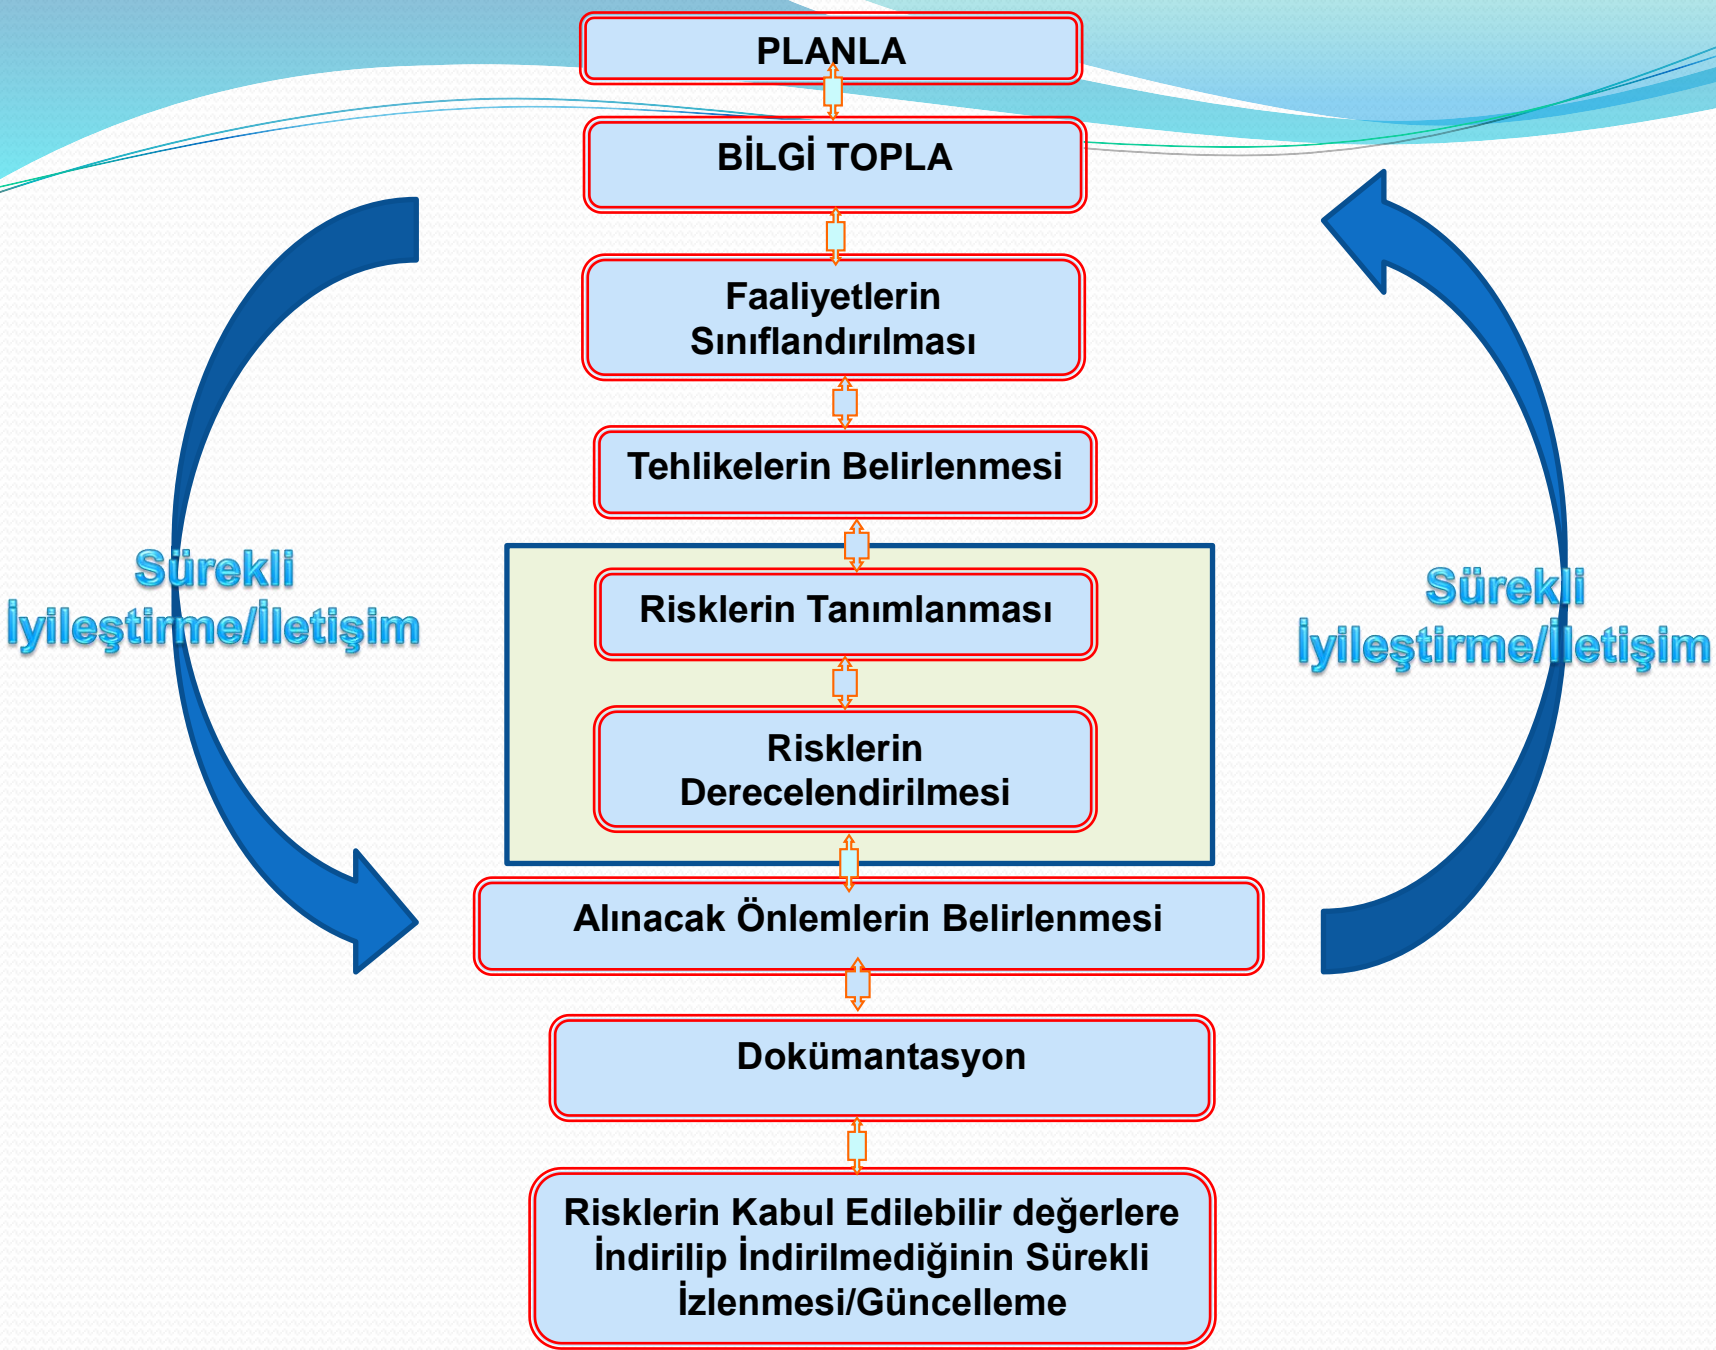 PLANLA
BİLGİ TOPLA
Faaliyetlerin
Sınıflandırılması
Tehlikelerin Belirlenmesi
Risklerin Tanımlanması
Risklerin
Derecelendirilmesi
Alınacak Önlemlerin Belirlenmesi
Dokümantasyon
Risklerin Kabul Edilebilir değerlere
İndirilip İndirilmediğinin Sürekli
İzlenmesi/Güncelleme
Sürekli
İyileştirme/İletişim
Sürekli
İyileştirme/İletişim